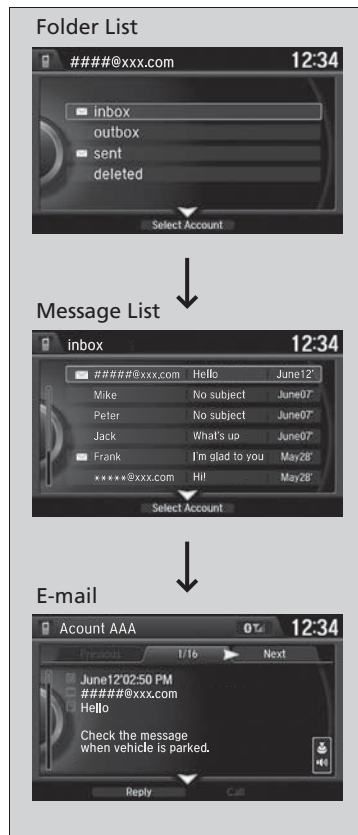 Folder List
####@xxx.com 12:34
inbox
outbox
sent
deleted
Select Account
Message List
inbox 12:34
#####@xxx.com Hello June12'
Mike No subject June07'
Peter No subject June07'
Jack What's up June07'
Frank I'm glad to you May28'
*****@xxx.com Hi! May28'
Select Account
E-mail
Acount AAA 12:34
Previous 1/16 Next
June12'02:50 PM
#####@xxx.com
Hello
Check the message
when vehicle is parked.
Reply Call